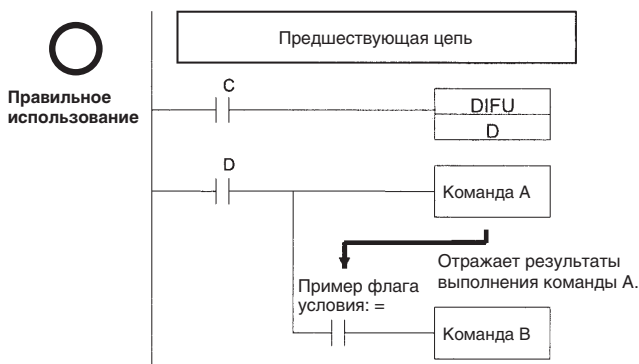 Предшествующая цепь
Правильное
использование
C
DIFU
D
D
Команда A
Отражает результаты
выполнения команды A.
Пример флага
условия: =
Команда B